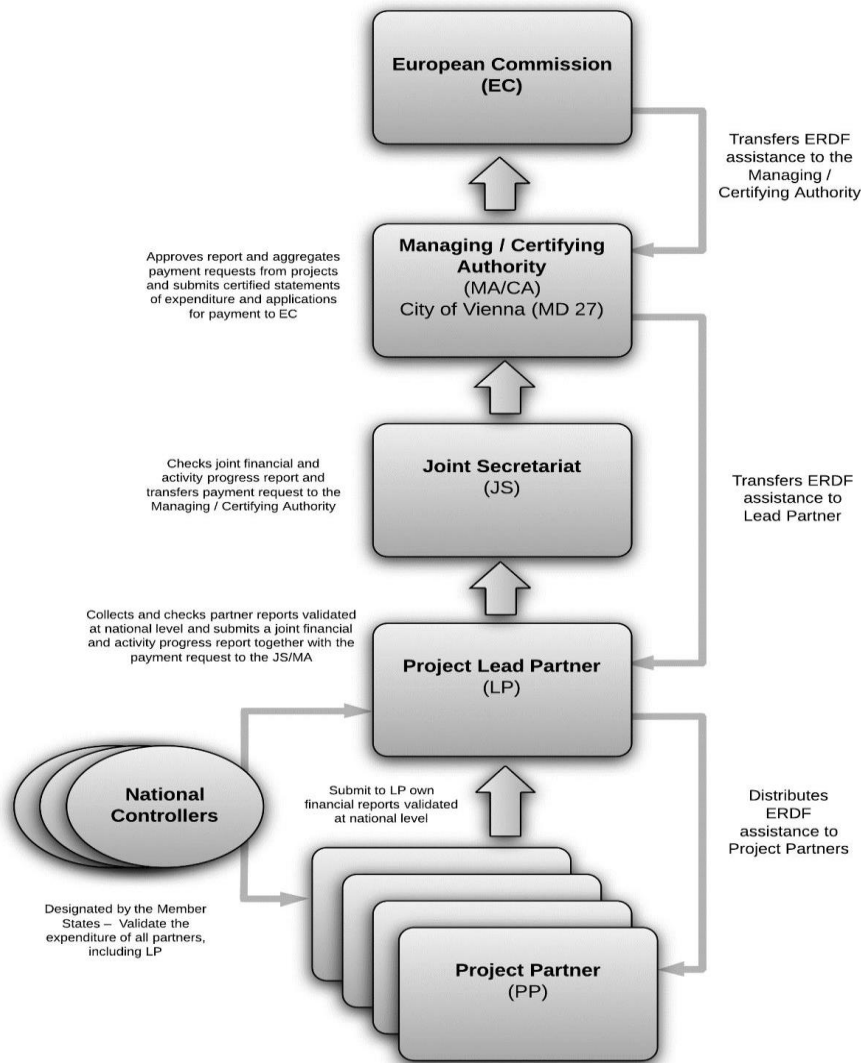 European Commission
(EC)
Transfers ERDF
assistance to the
Managing /
Certifying Authority
Managing / Certifying
Authority
(MA/CA)
City of Vienna (MD 27)
Approves report and aggregates
payment requests from projects
and submits certified statements
of expenditure and applications
for payment to EC
Joint Secretariat
(JS)
Checks joint financial and
activity progress report and
transfers payment request to the
Managing / Certifying Authority
Transfers ERDF
assistance to
Lead Partner
Collects and checks partner reports validated
at national level and submits a joint financial
and activity progress report together with the
payment request to the JS/MA
Project Lead Partner
(LP)
National
Controllers
Submit to LP own
financial reports validated
at national level
Distributes
ERDF
assistance to
Project Partners
Designated by the Member
States – Validate the
expenditure of all partners,
including LP
Project Partner
(PP)